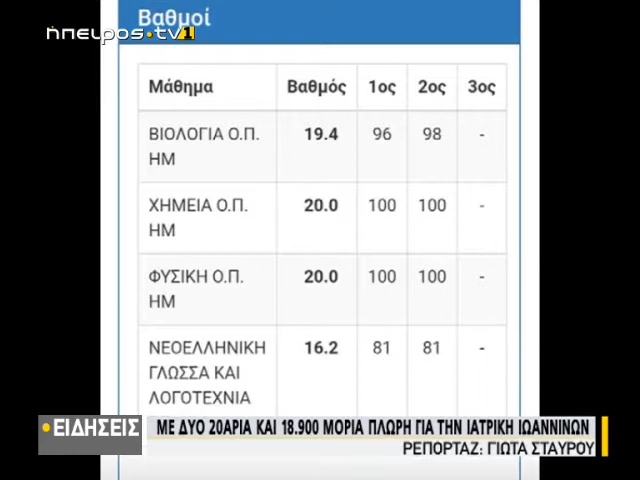 Βαθμοί
ηπειρος•tv1
Μάθημα Βαθμός 1ος 2ος 3ος
ΒΙΟΛΟΓΙΑ Ο.Π. 19.4 96 98 -
ΗΜ
ΧΗΜΕΙΑ Ο.Π. 20.0 100 100 -
ΗΜ
ΦΥΣΙΚΗ Ο.Π. 20.0 100 100 -
ΗΜ
ΝΕΟΕΛΛΗΝΙΚΗ 16.2 81 81 -
ΓΛΩΣΣΑ ΚΑΙ
ΛΟΓΟΤΕΧΝΙΑ
•ΕΙΔΗΣΕΙΣ
ΜΕ ΔΥΟ 20ΑΡΙΑ ΚΑΙ 18.900 ΜΟΡΙΑ ΠΛΩΡΗ ΓΙΑ ΤΗΝ ΙΑΤΡΙΚΗ ΙΩΑΝΝΙΝΩΝ
ΡΕΠΟΡΤΑΖ: ΓΙΩΤΑ ΣΤΑΥΡΟΥ